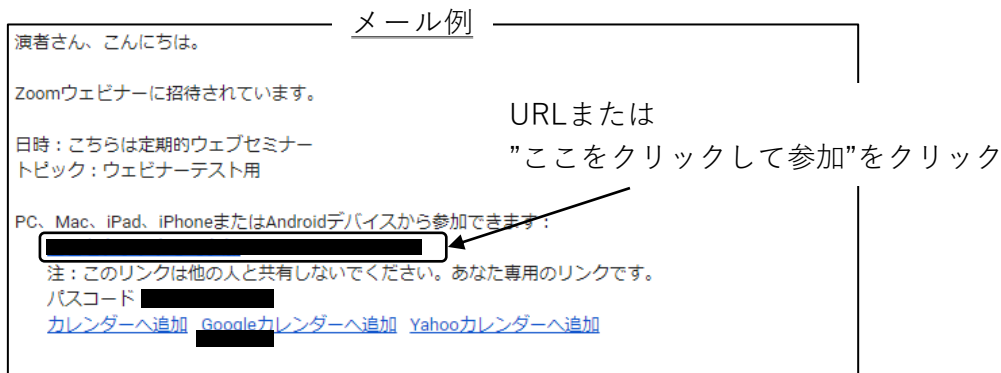 メール例
演者さん、こんにちは。
Zoomウェビナーに招待されています。
日時：こちらは定期的ウェブセミナー
トピック：ウェビナーテスト用
URLまたは
”ここをクリックして参加”をクリック
PC、Mac、iPad、iPhoneまたはAndroidデバイスから参加できます：
注：このリンクは他の人と共有しないでください。あなた専用のリンクです。
パスコード
カレンダーへ追加 Googleカレンダーへ追加 Yahooカレンダーへ追加